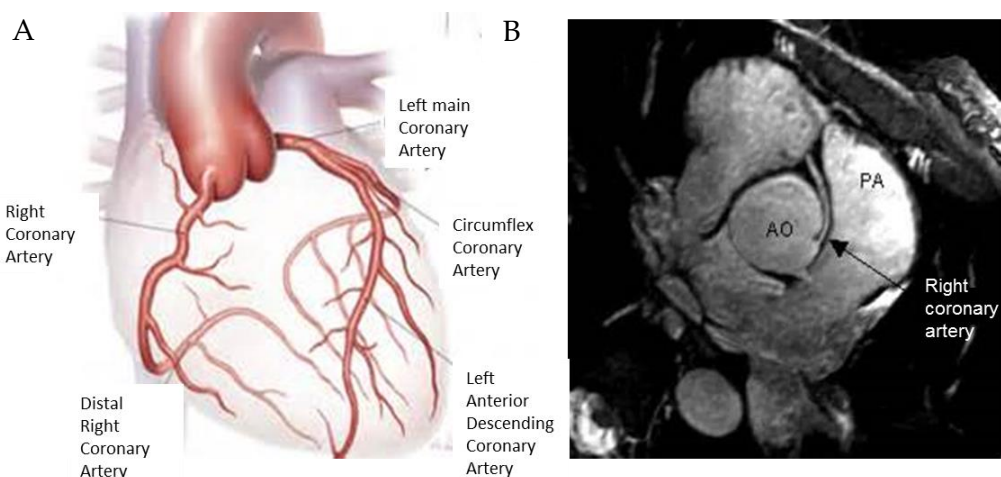 A
B
Left main
Coronary
Artery
Right
Coronary
Artery
Circumflex
Coronary
Artery
Distal
Right
Coronary
Artery
Left
Anterior
Descending
Coronary
Artery
PA
AO
Right
coronary
artery